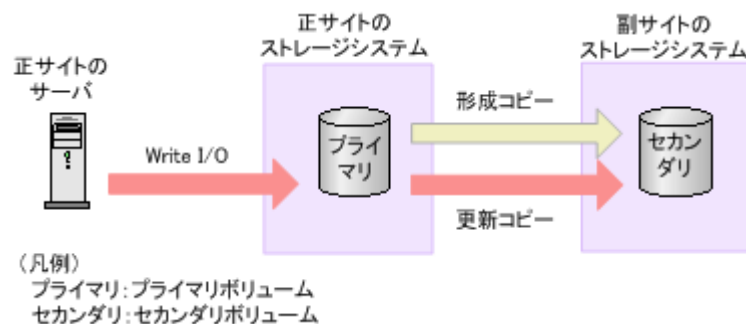 正サイトの
サーバ
正サイトの
ストレージシステム
副サイトの
ストレージシステム
Write I/O
プライ
マリ
形成コピー
更新コピー
セカン
ダリ
（凡例）
プライマリ：プライマリボリューム
セカンダリ：セカンダリボリューム